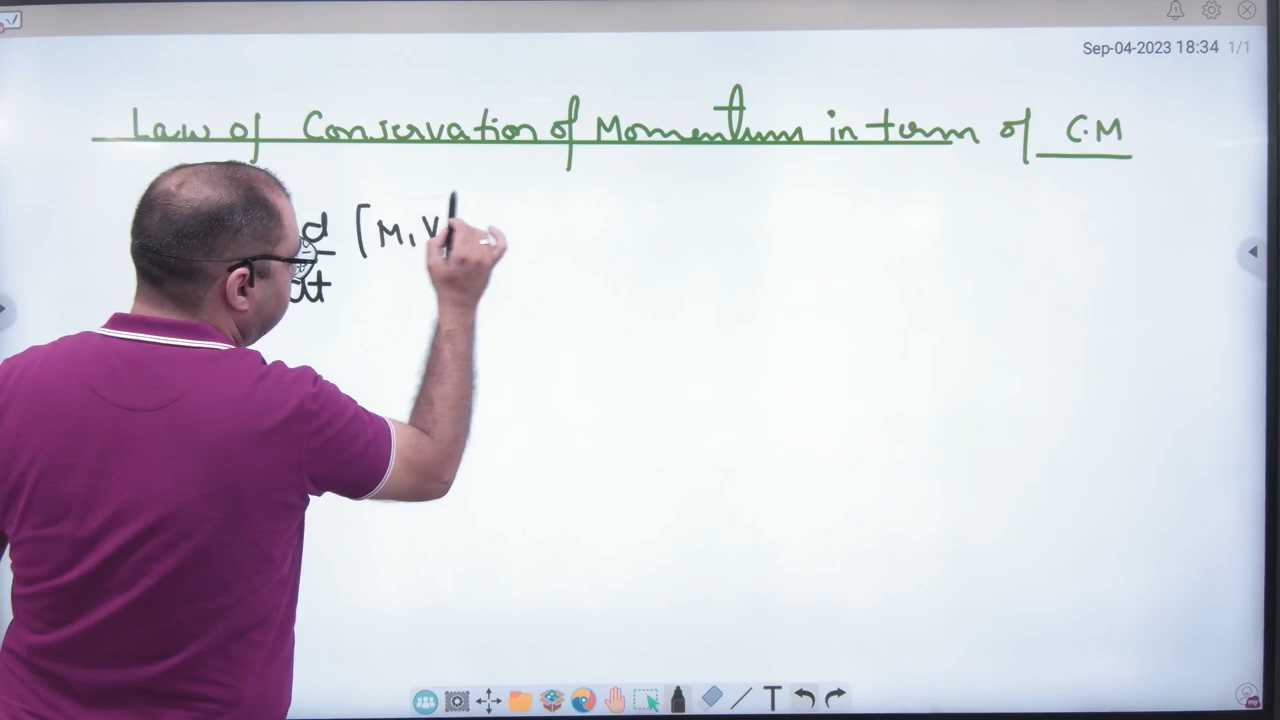 Sep-04-2023 18:34 1/1
Law of Conservation of Momentum in term of C.M
d [M₁V
dt
T